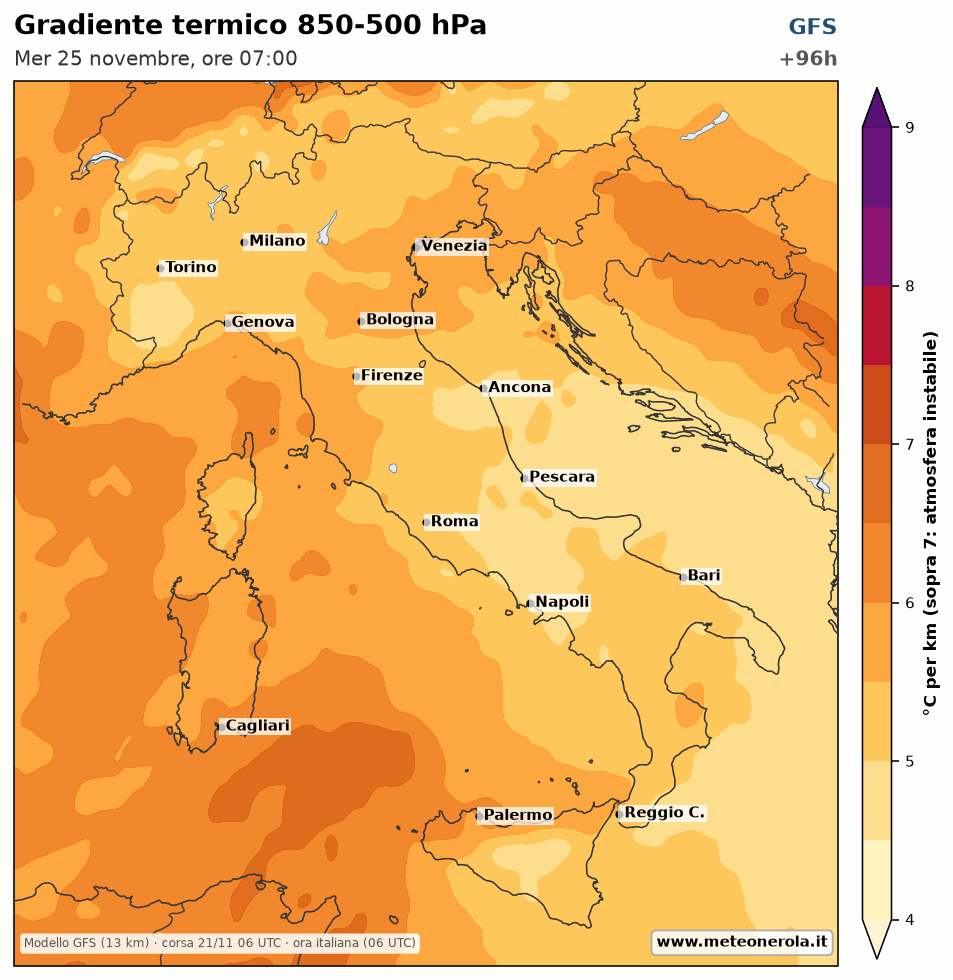 Gradiente termico 850-500 hPa
GFS
Mer 25 novembre, ore 07:00
+96h
Milano
Venezia
Torino
Genova
Bologna
Firenze
Ancona
Pescara
Roma
Bari
Napoli
Cagliari
Palermo
Reggio C.
9
8
7
6
5
4
°C per km (sopra 7: atmosfera instabile)
Modello GFS (13 km) · corsa 21/11 06 UTC · ora italiana (06 UTC)
www.meteonerola.it